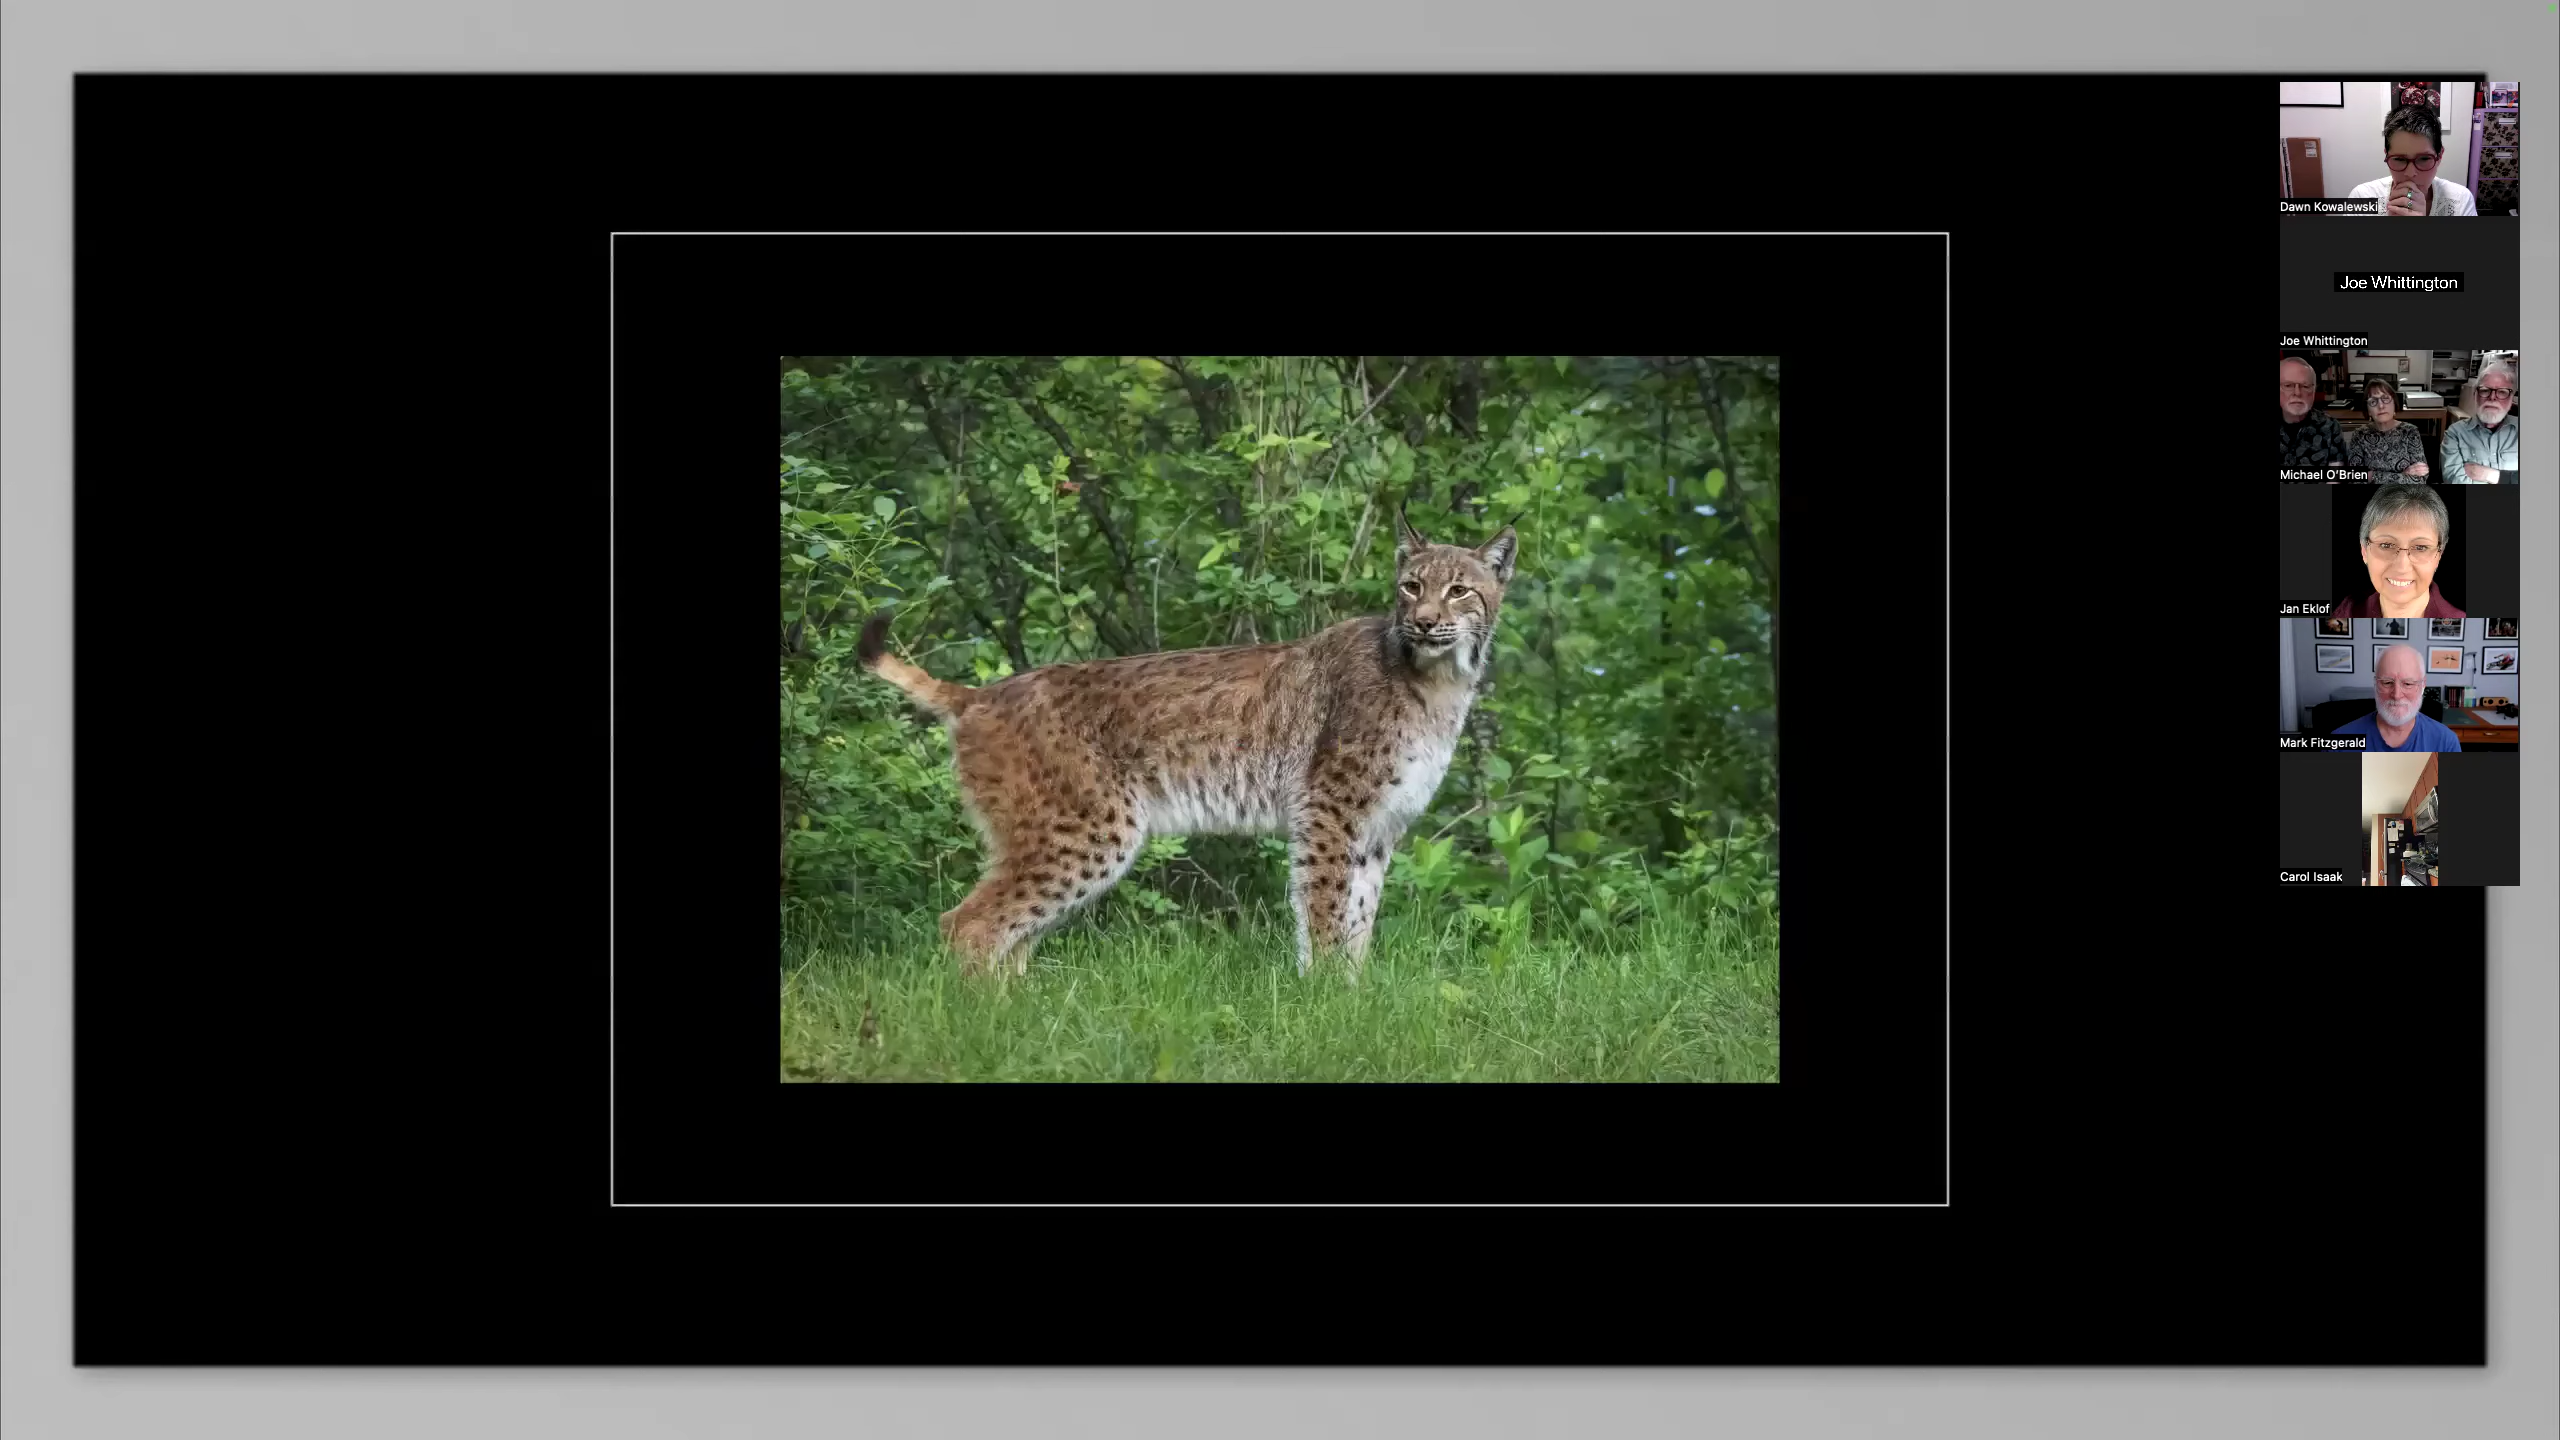 Dawn Kowalewski
Joe Whittington
Joe Whittington
Michael O'Brien
Jan Eklof
Mark Fitzgerald
Carol Isaak